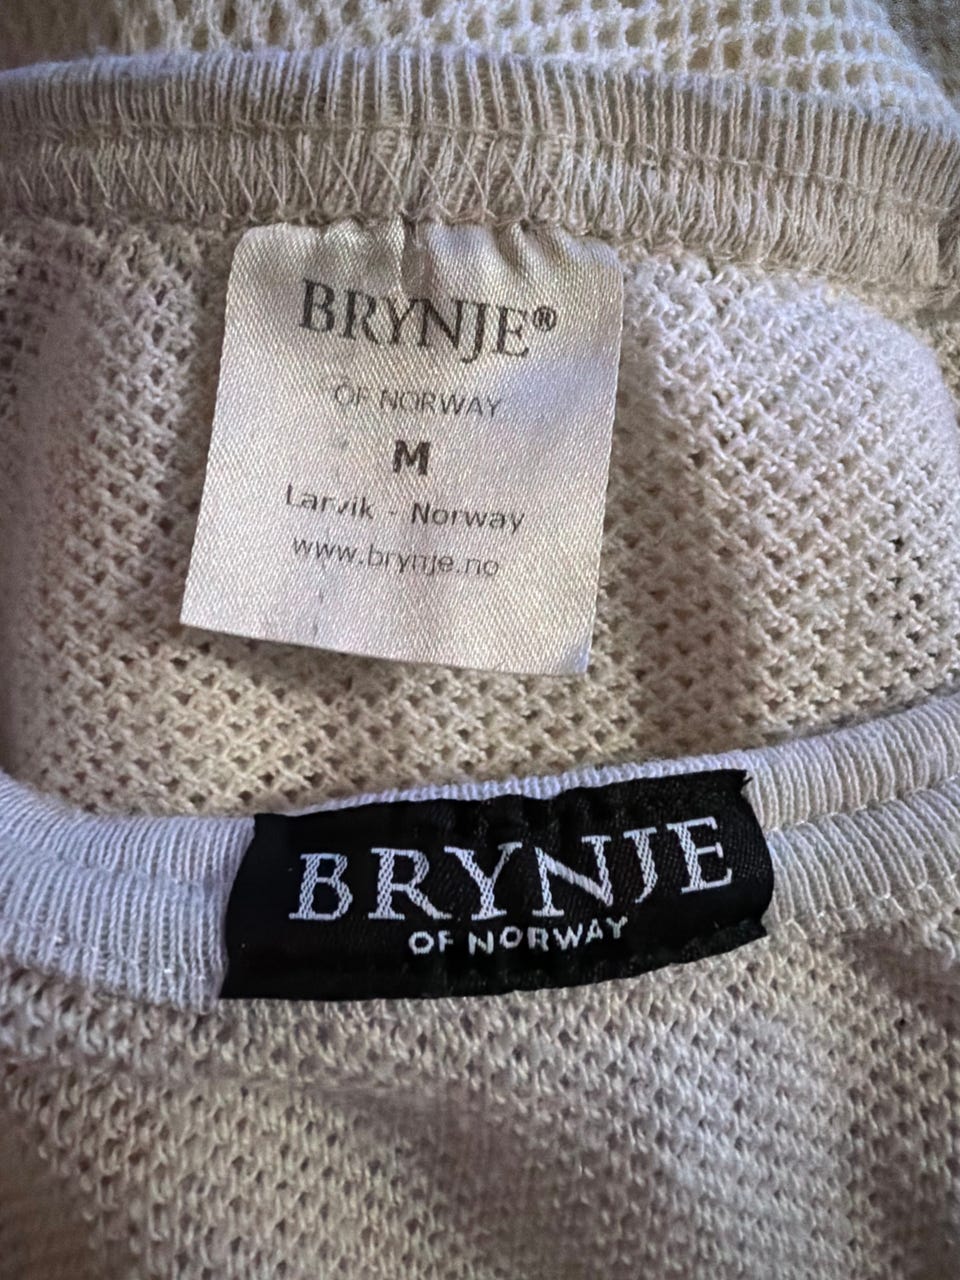 BRYNJE®
OF NORWAY
M
Larvik - Norway
www.brynje.no
BRYNJE
OF NORWAY